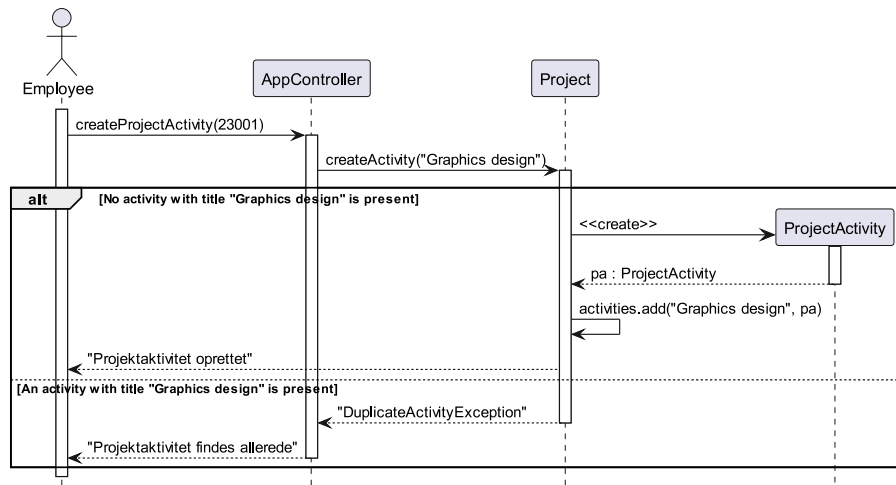 Employee
AppController
Project
createProjectActivity(23001)
createActivity("Graphics design")
alt
[No activity with title "Graphics design" is present]
<<create>>
ProjectActivity
pa : ProjectActivity
activities.add("Graphics design", pa)
"Projektaktivitet oprettet"
[An activity with title "Graphics design" is present]
"DuplicateActivityException"
"Projektaktivitet findes allerede"